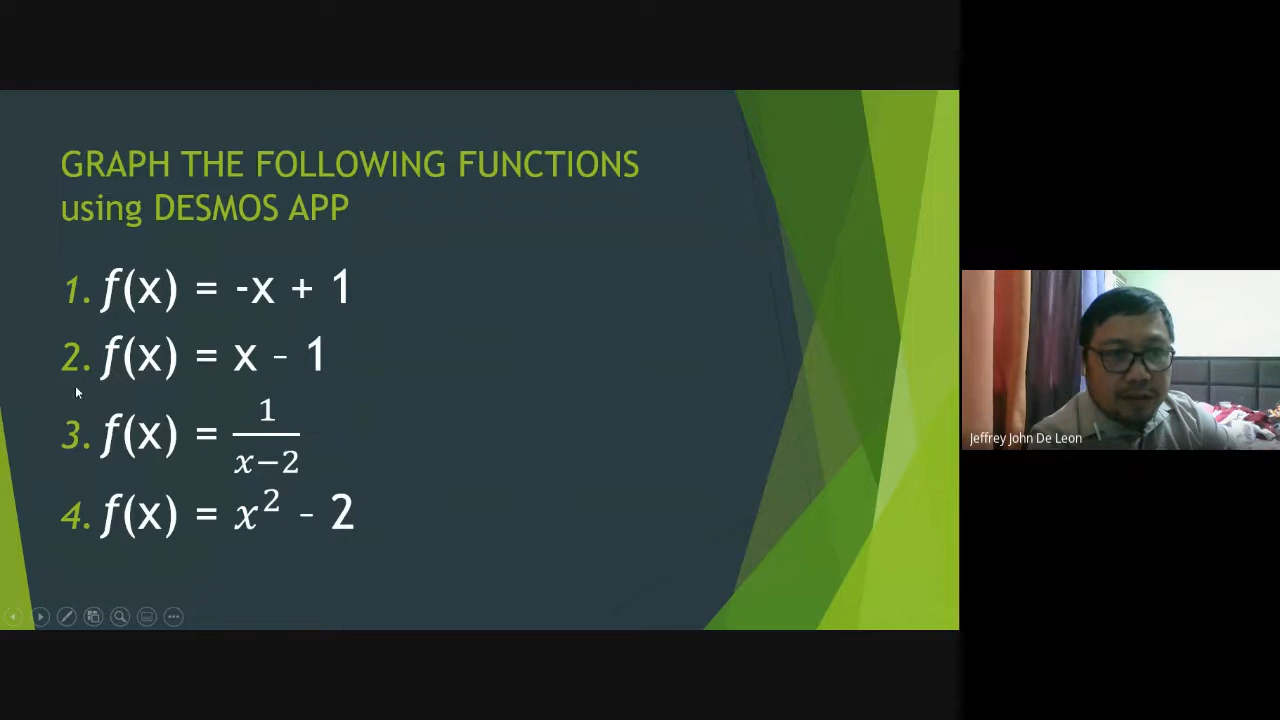 GRAPH THE FOLLOWING FUNCTIONS
using DESMOS APP
1. f(x) = -x + 1
2. f(x) = x – 1
3. f(x) = \frac{1}{x-2}
4. f(x) = x² – 2
Jeffrey John De Leon